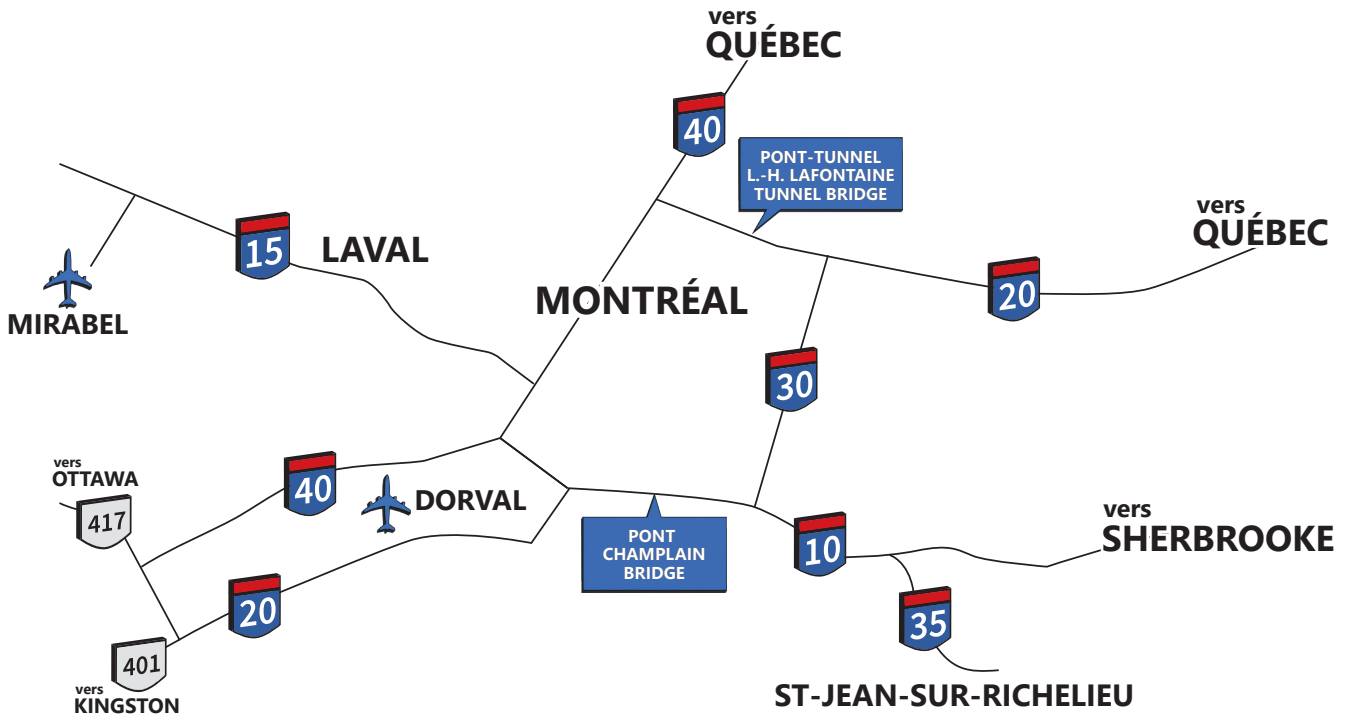 vers
QUÉBEC
40
PONT-TUNNEL
L.-H. LAFONTAINE
TUNNEL BRIDGE
vers
QUÉBEC
15
LAVAL
MIRABEL
MONTRÉAL
20
30
vers
OTTAWA
417
40
DORVAL
PONT
CHAMPLAIN
BRIDGE
10
vers
SHERBROOKE
20
35
401
vers
KINGSTON
ST-JEAN-SUR-RICHELIEU